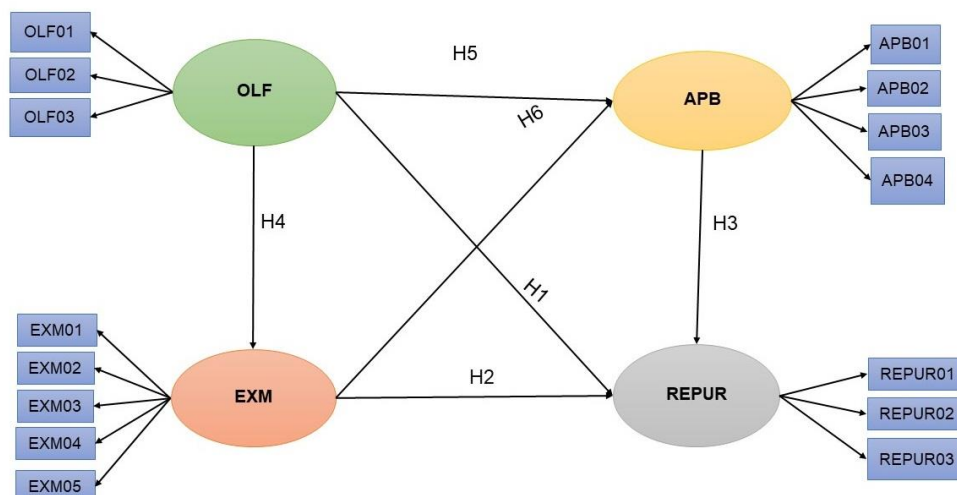 OLF01
OLF02
OLF03
OLF
H5
H6
APB
APB01
APB02
APB03
APB04
H4
H3
H1
EXM01
EXM02
EXM03
EXM04
EXM05
EXM
H2
REPUR
REPUR01
REPUR02
REPUR03